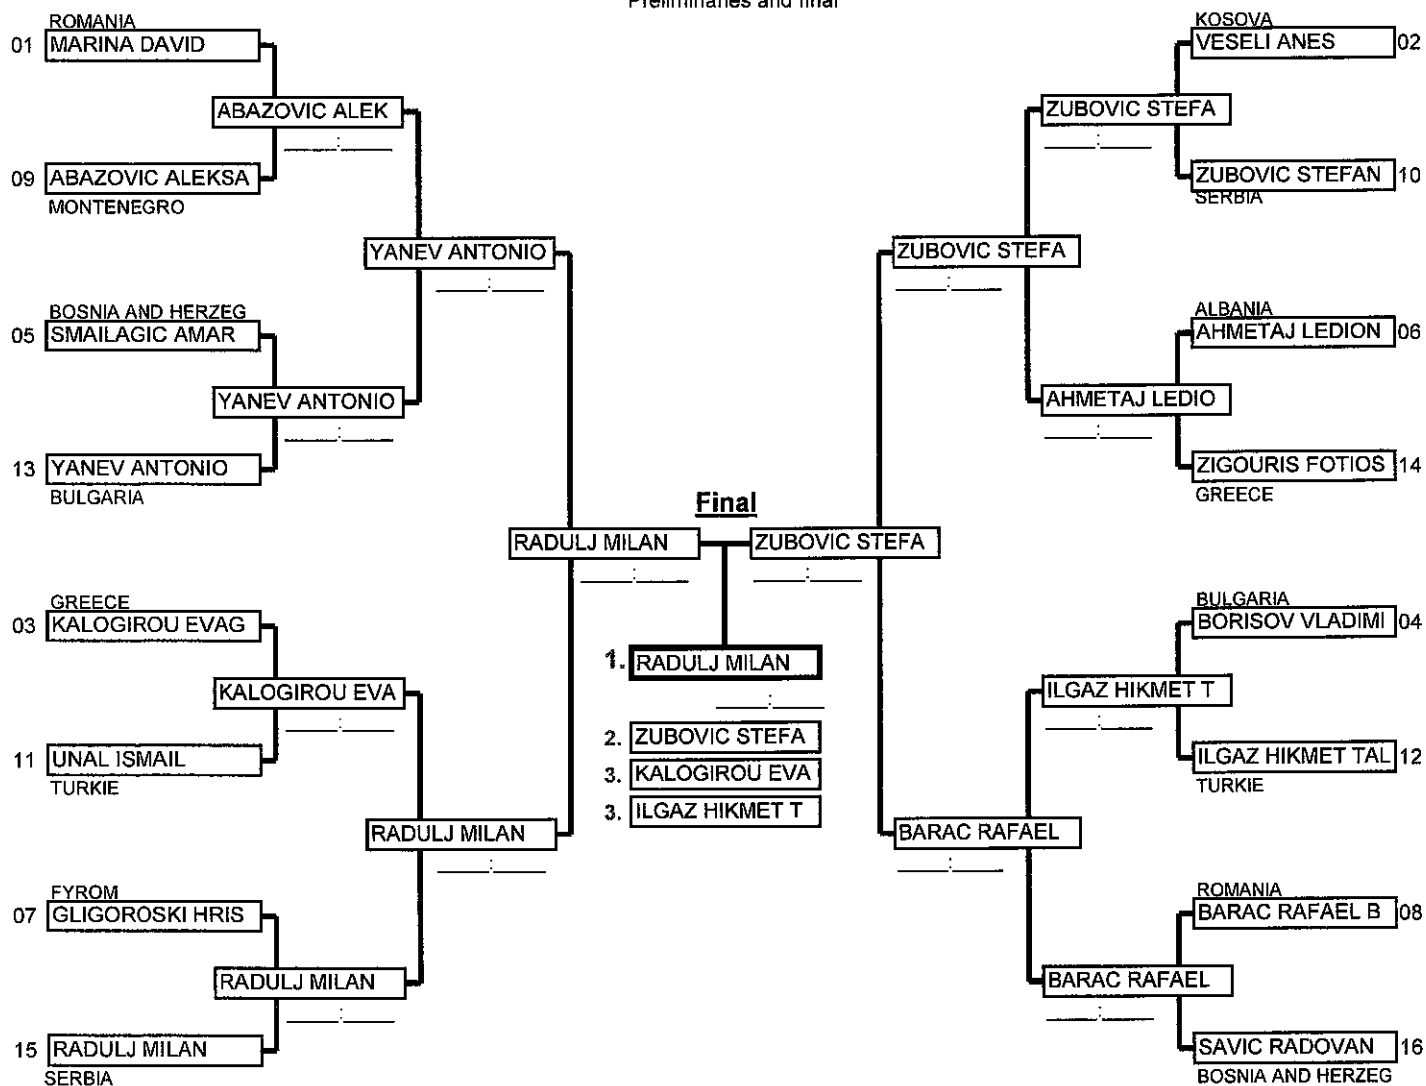 Preliminaries and final
ROMANIA
01 MARINA DAVID
ABAZOVIC ALEK
09 ABAZOVIC ALEKSA
MONTENEGRO
YANEV ANTONIO
BOSNIA AND HERZEG
05 SMAILAGIC AMAR
YANEV ANTONIO
13 YANEV ANTONIO
BULGARIA
RADULJ MILAN
GREECE
03 KALOGIROU EVAG
KALOGIROU EVA
11 UNAL ISMAIL
TURKIE
RADULJ MILAN
FYROM
07 GLIGOROSKI HRIS
RADULJ MILAN
15 RADULJ MILAN
SERBIA
Final
1. RADULJ MILAN
2. ZUBOVIC STEFA
3. KALOGIROU EVA
3. ILGAZ HIKMET T
KOSOVA
VESELI ANES 02
ZUBOVIC STEFA
ZUBOVIC STEFAN 10
SERBIA
ZUBOVIC STEFA
ALBANIA
AHMETAJ LEDION 06
AHMETAJ LEDIO
ZIGOURIS FOTIOS 14
GREECE
ZUBOVIC STEFA
BULGARIA
BORISOV VLADIMI 04
ILGAZ HIKMET T
ILGAZ HIKMET TAL 12
TURKIE
BARAC RAFAEL
ROMANIA
BARAC RAFAEL B 08
BARAC RAFAEL
SAVIC RADOVAN 16
BOSNIA AND HERZEG